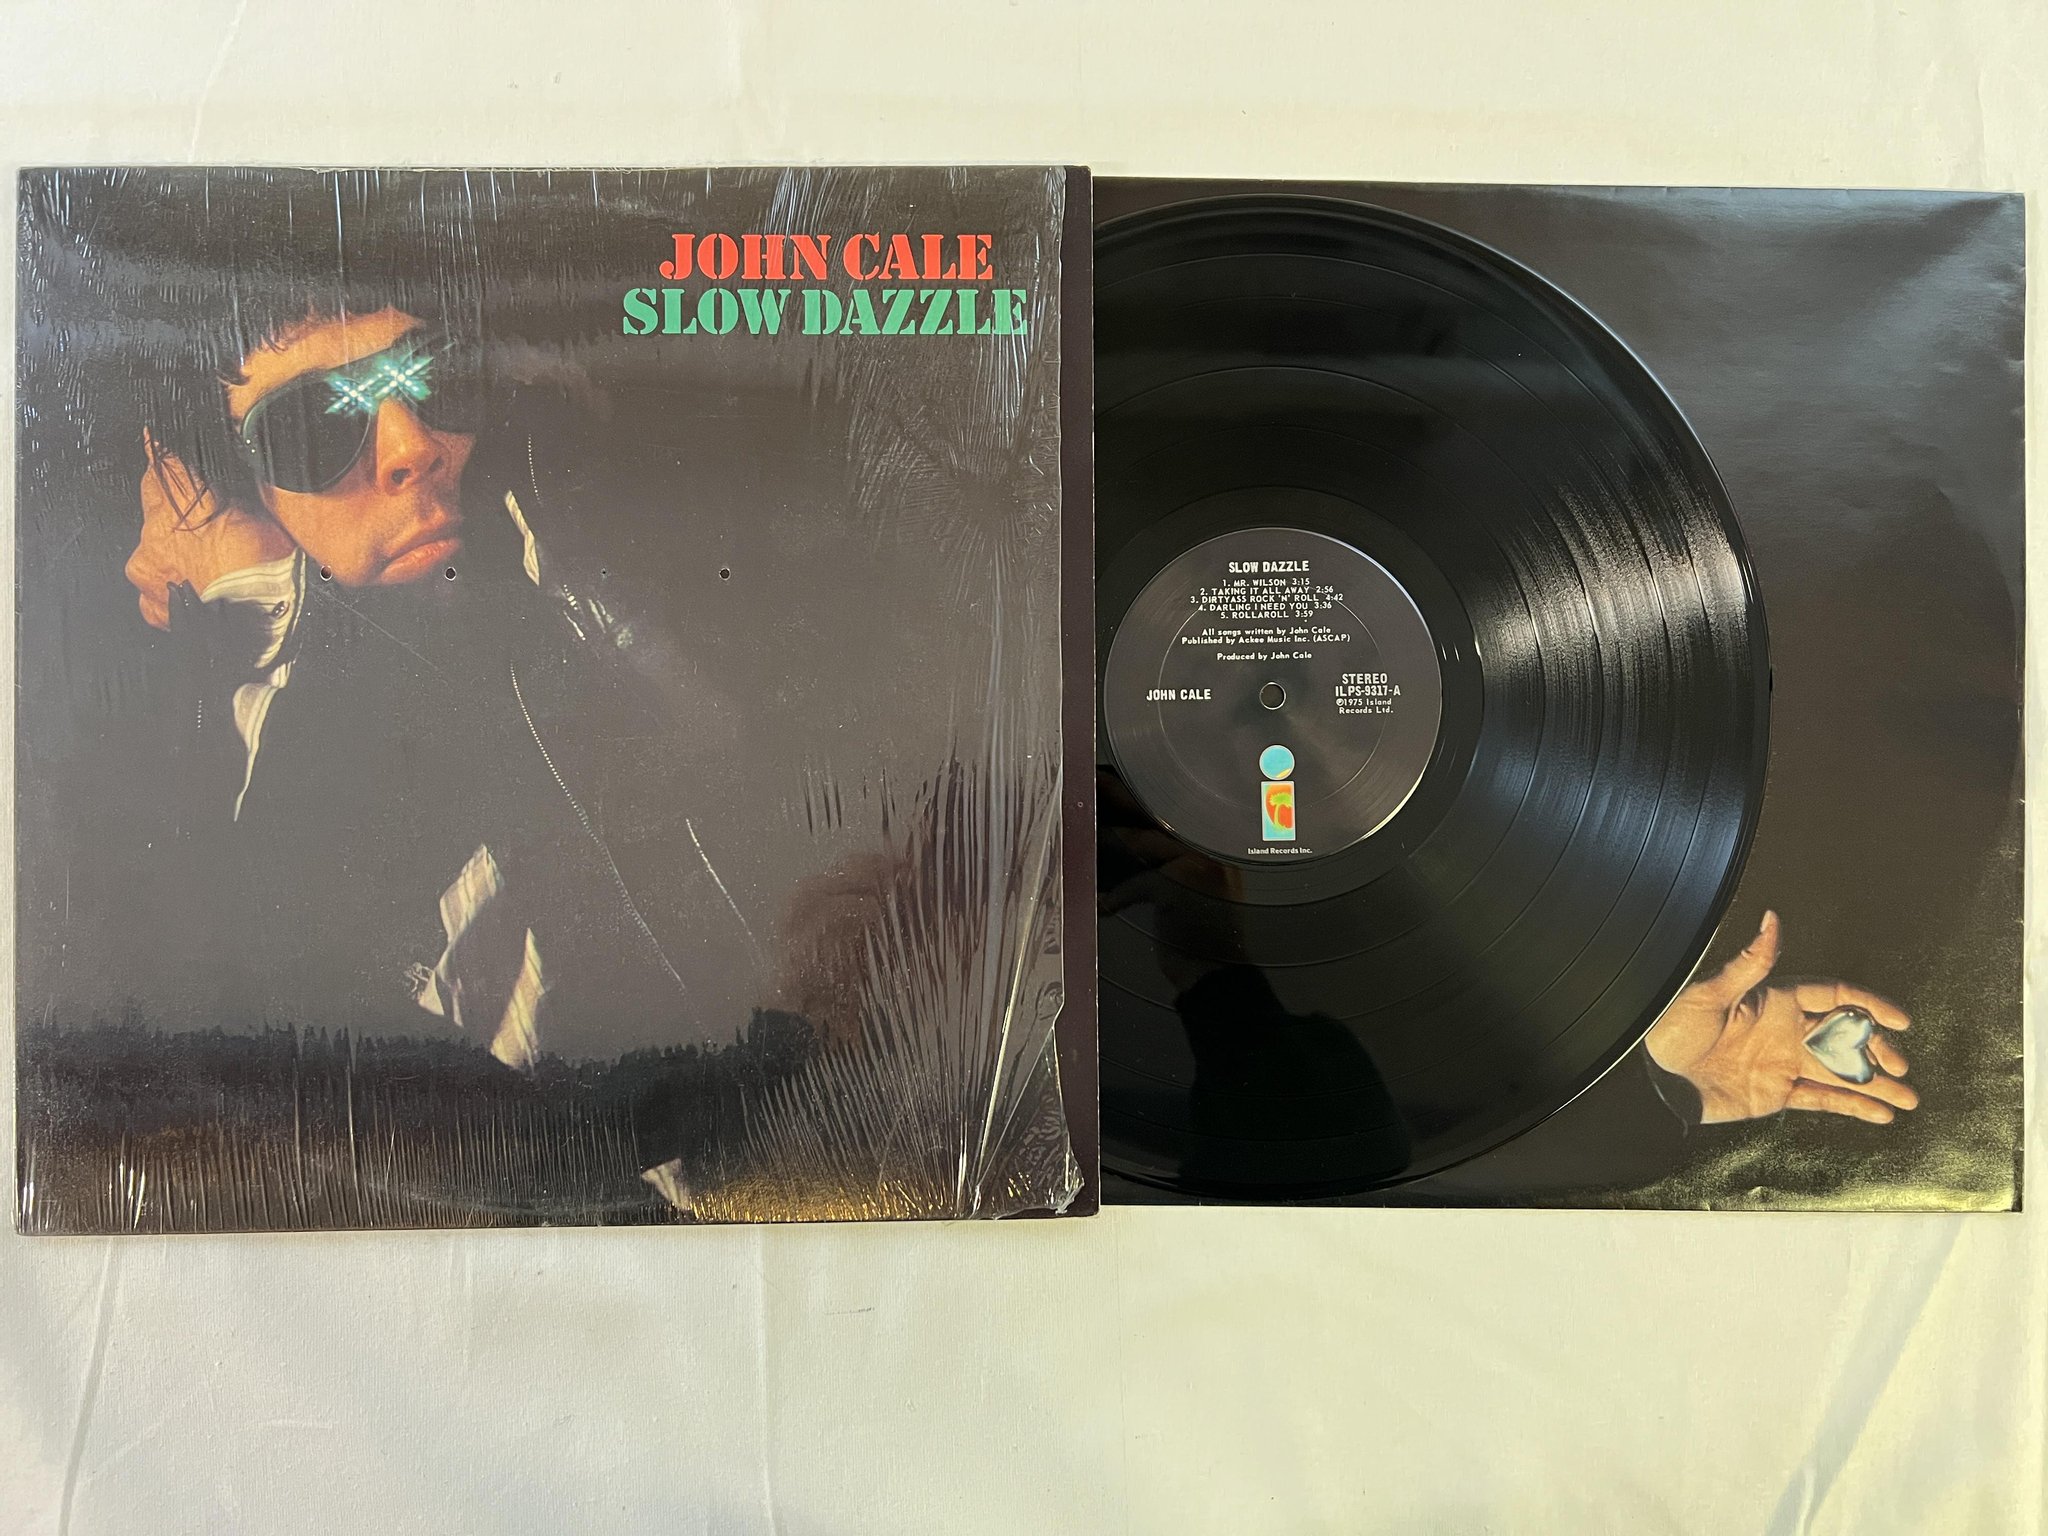 JOHN CALE
SLOW DAZZLE
SLOW DAZZLE
1. MR. WILSON 3:15
2. TAKING IT ALL AWAY 2:56
3. DIRTYASS ROCK 'N' ROLL 4:42
4. DARLING I NEED YOU 3:36
5. ROLLAROLL 3:59
All songs written by John Cale
Published by Ackee Music Inc. (ASCAP)
Produced by John Cale
JOHN CALE
STEREO
ILPS-9317-A
℗1975 Island
Records Ltd.
Island Records Inc.